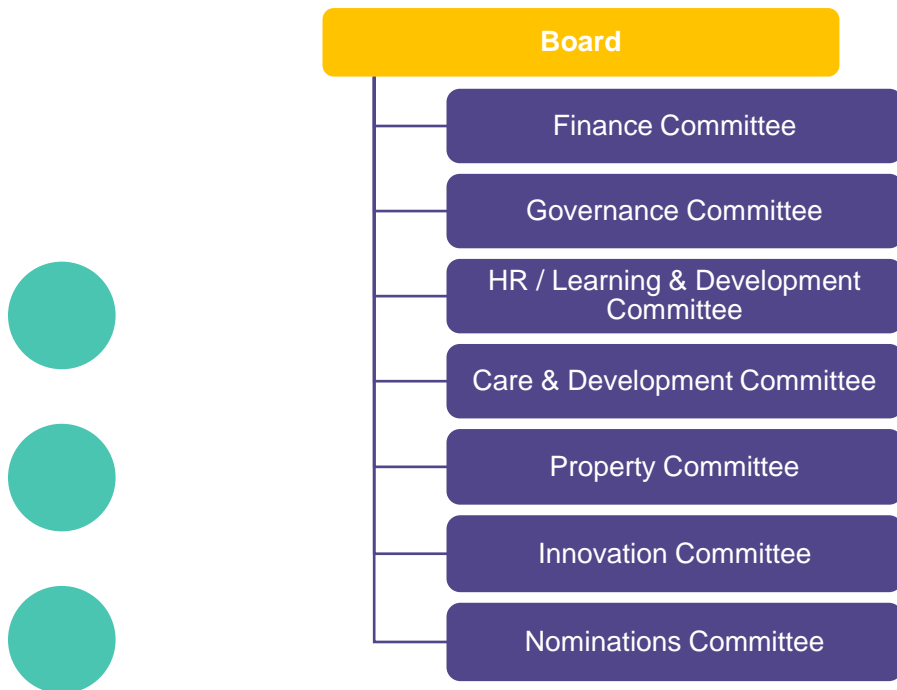 Board
Finance Committee
Governance Committee
HR / Learning & Development
Committee
Care & Development Committee
Property Committee
Innovation Committee
Nominations Committee